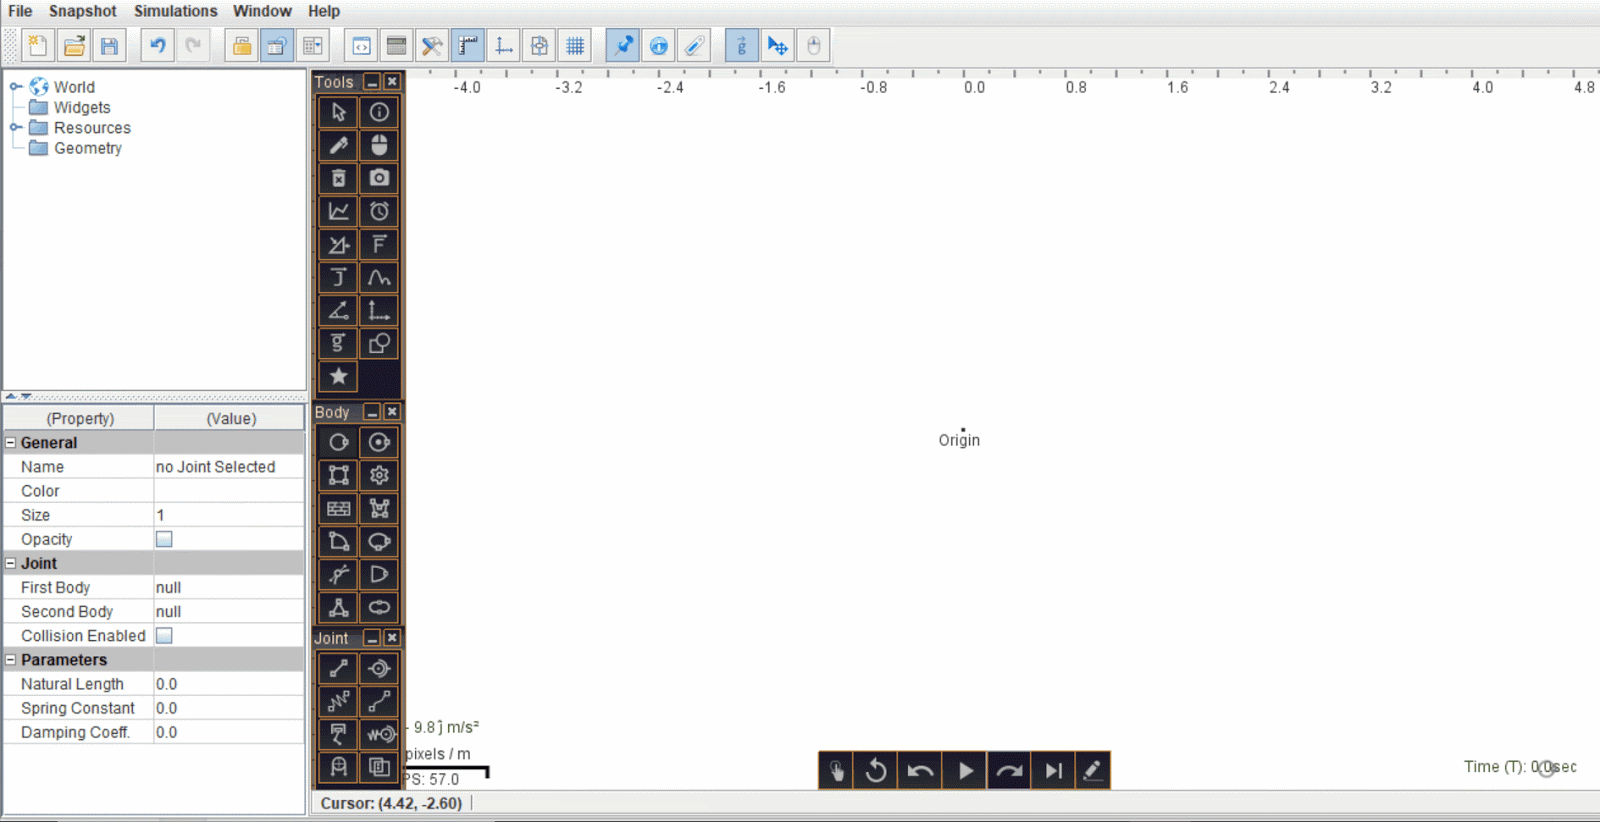 File Snapshot Simulations Window Help
World
Widgets
Resources
Geometry
(Property) (Value)
General
Name no Joint Selected
Color
Size 1
Opacity
Joint
First Body null
Second Body null
Collision Enabled
Parameters
Natural Length 0.0
Spring Constant 0.0
Damping Coeff. 0.0
Tools
F
J
g
Body
Joint
-4.0 -3.2 -2.4 -1.6 -0.8 0.0 0.8 1.6 2.4 3.2 4.0 4.8
Origin
- 9.8 ĵ m/s²
pixels / m
PS: 57.0
Time (T): 0.0sec
Cursor: (4.42, -2.60)